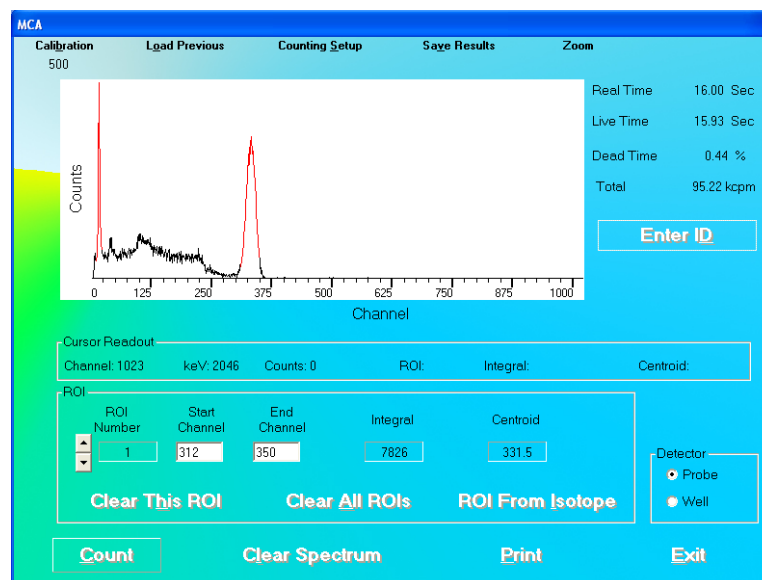 MCA
Calibration Load Previous Counting Setup Save Results Zoom
500
Real Time 16.00 Sec
Live Time 15.93 Sec
Dead Time 0.44 %
Total 95.22 kcpm
Enter ID
Counts
0 125 250 375 500 625 750 875 1000
Channel
Cursor Readout
Channel: 1023 keV: 2046 Counts: 0 ROI: Integral: Centroid:
ROI
ROI Number Start Channel End Channel Integral Centroid
1 312 350 7826 331.5
Clear This ROI Clear All ROIs ROI From Isotope
Detector
Probe
Well
Count Clear Spectrum Print Exit